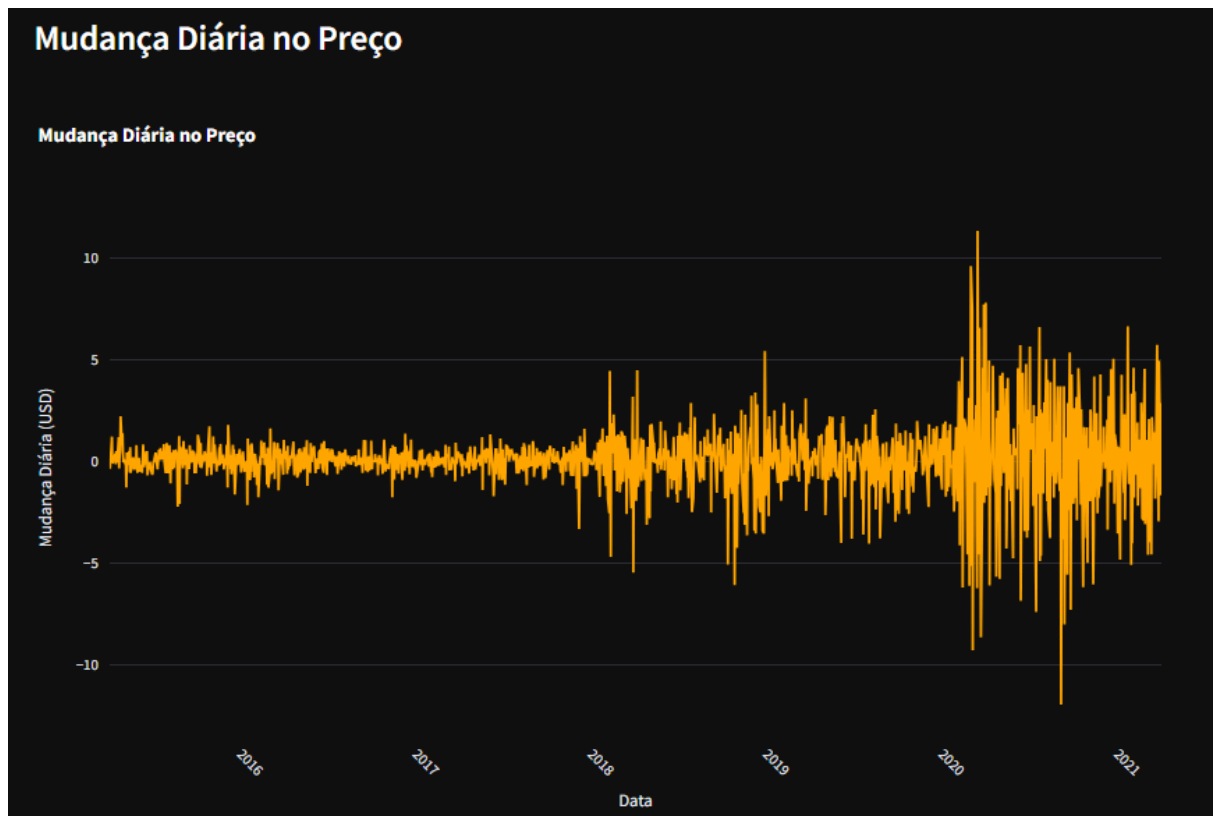 Mudança Diária no Preço
Mudança Diária no Preço
10
5
0
−5
−10
Mudança Diáría (USD)
2016
2017
2018
2019
2020
2021
Data